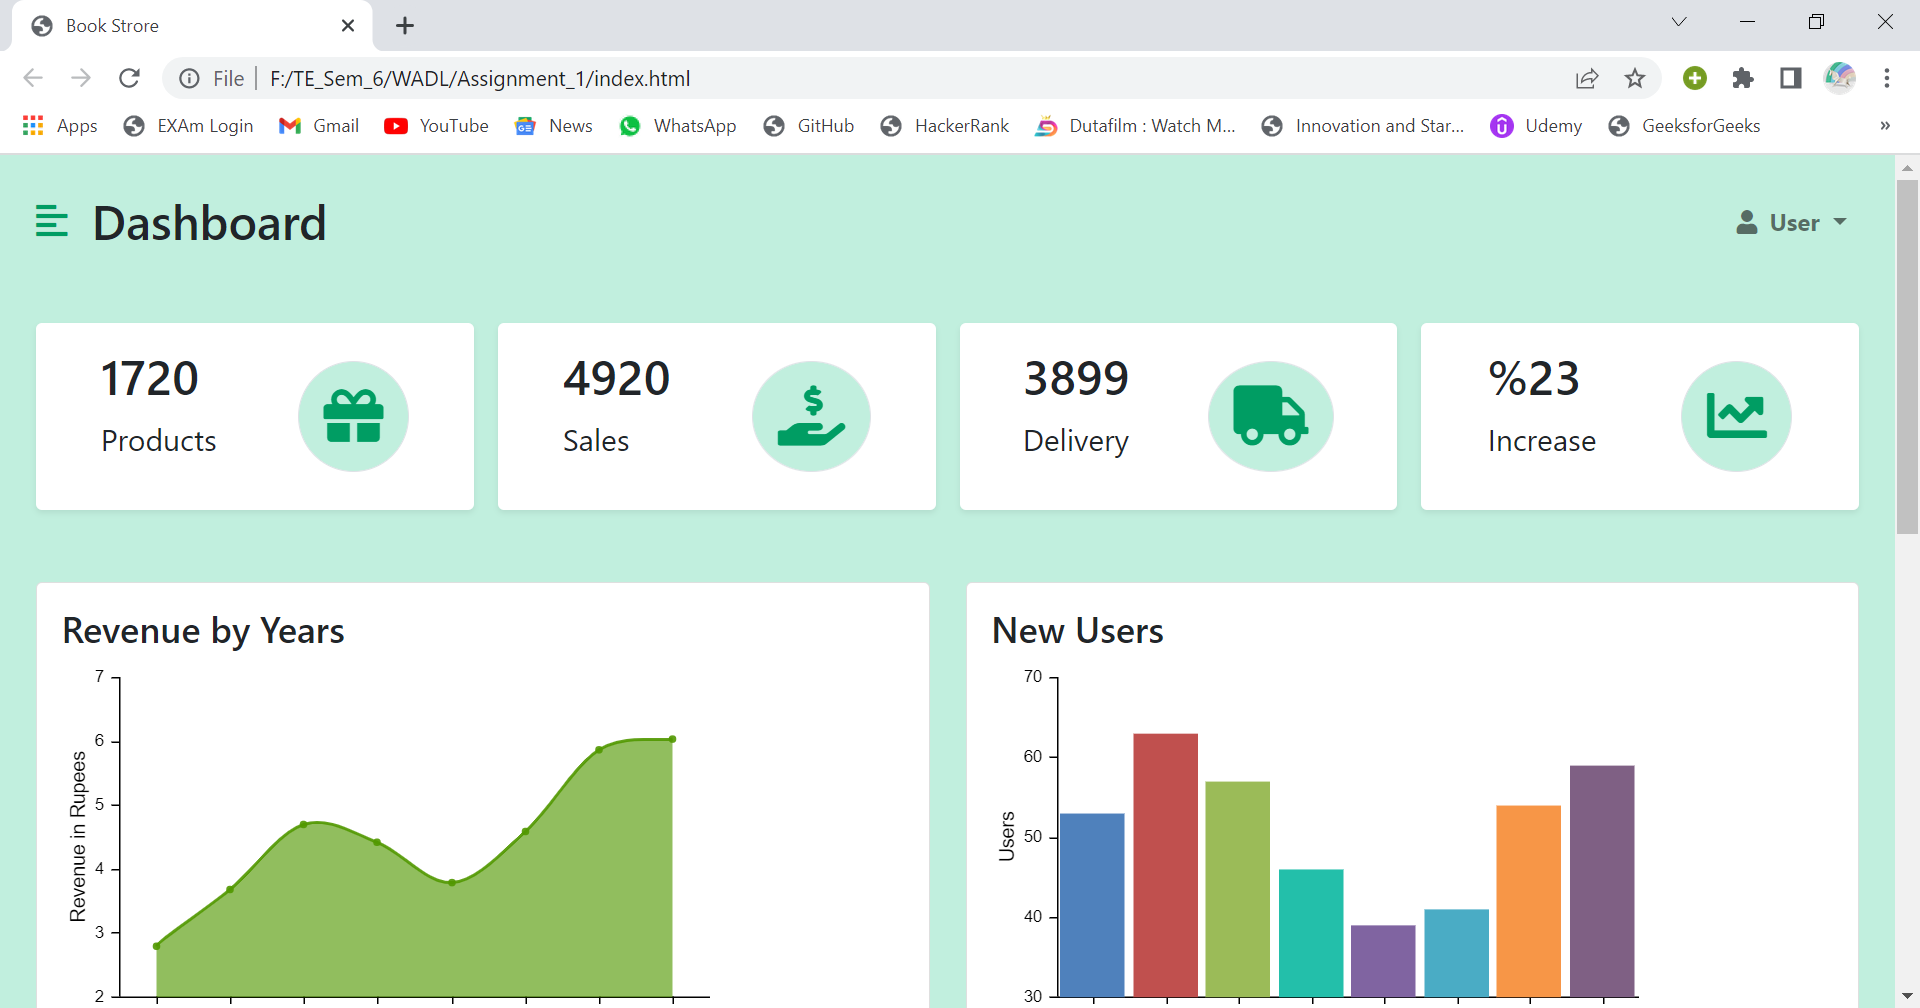 Book Strore
File F:/TE_Sem_6/WADL/Assignment_1/index.html
Apps EXAm Login Gmail YouTube News WhatsApp GitHub HackerRank Dutafilm : Watch M... Innovation and Star... Udemy GeeksforGeeks »
Dashboard User
1720 4920 3899 %23
Products Sales Delivery Increase
Revenue by Years
7
6
5
4
3
2
Revenue in Rupees
New Users
70
60
50
40
30
Users